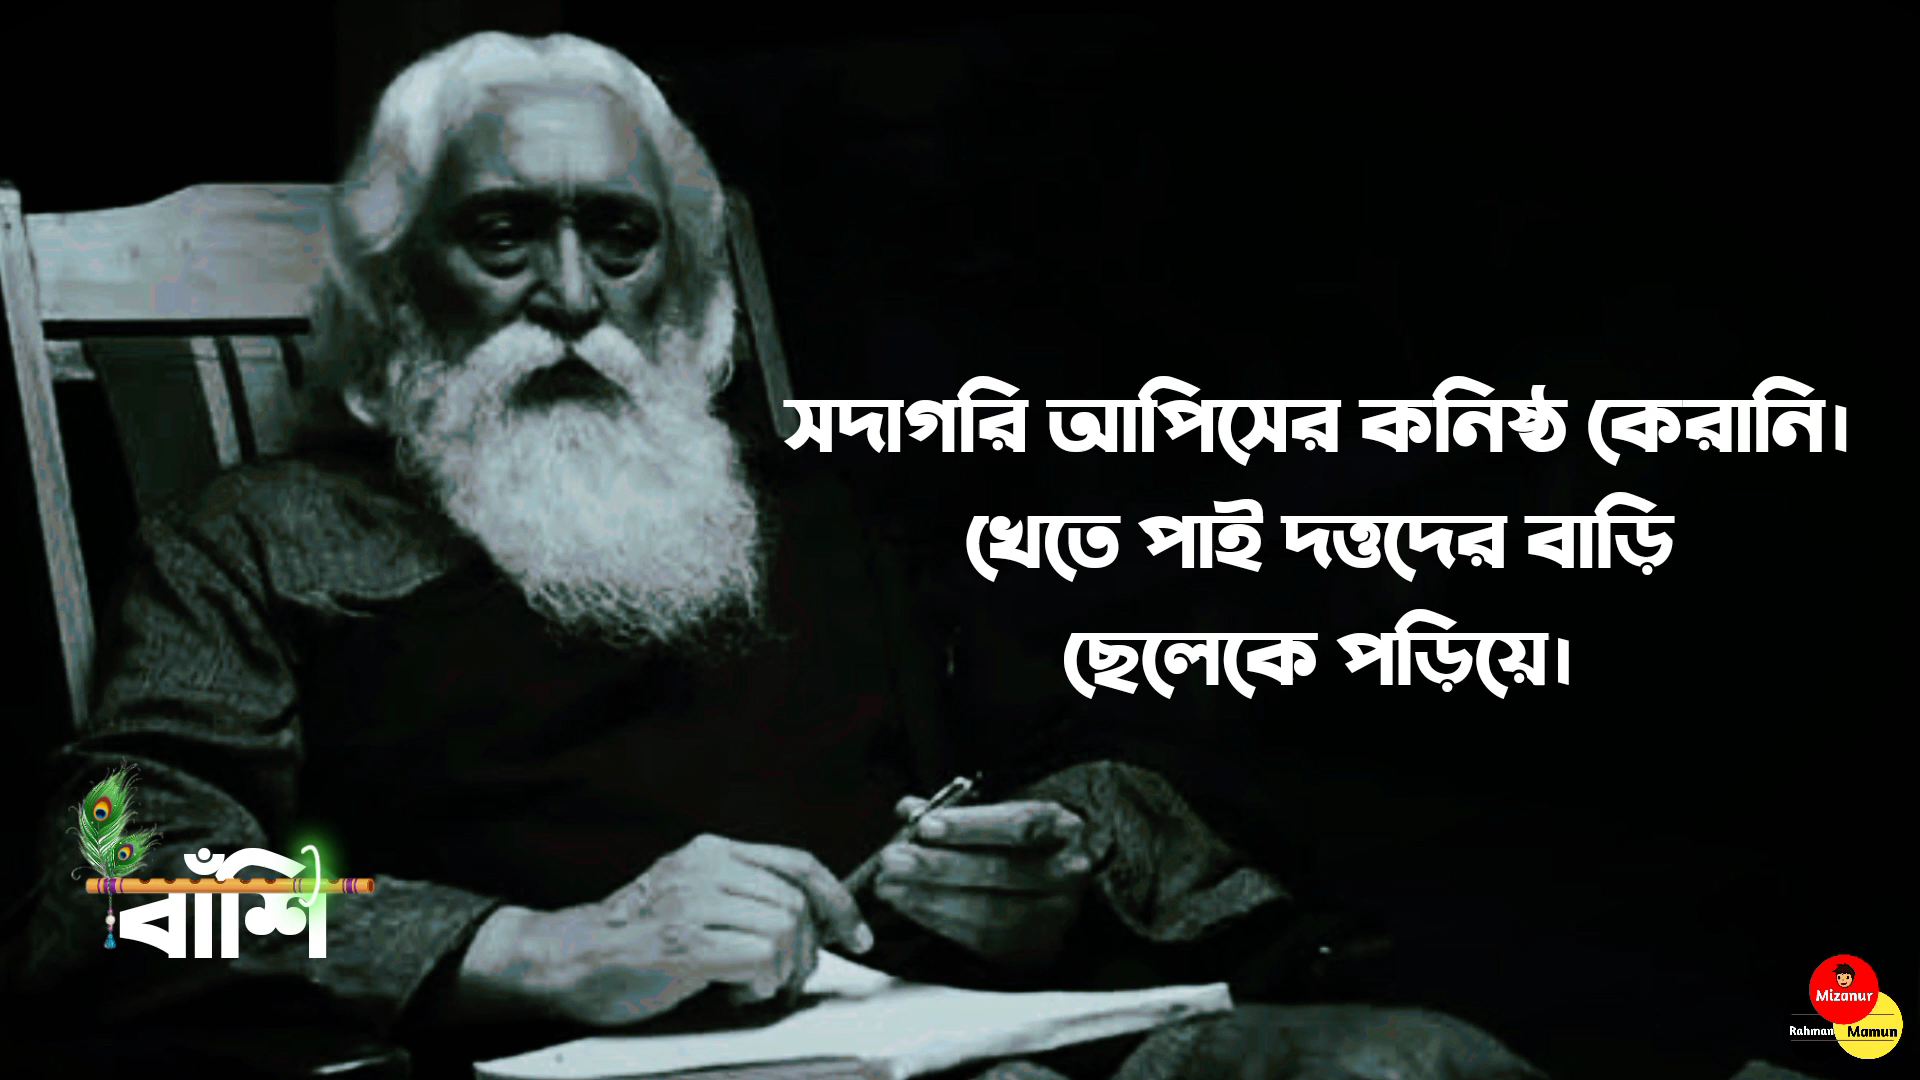 সদাগরি আপিসের কনিষ্ঠ কেরানি।
খেতে পাই দত্তদের বাড়ি
ছেলেকে পড়িয়ে।
বাঁশি
Mizanur
Rahman Mamun